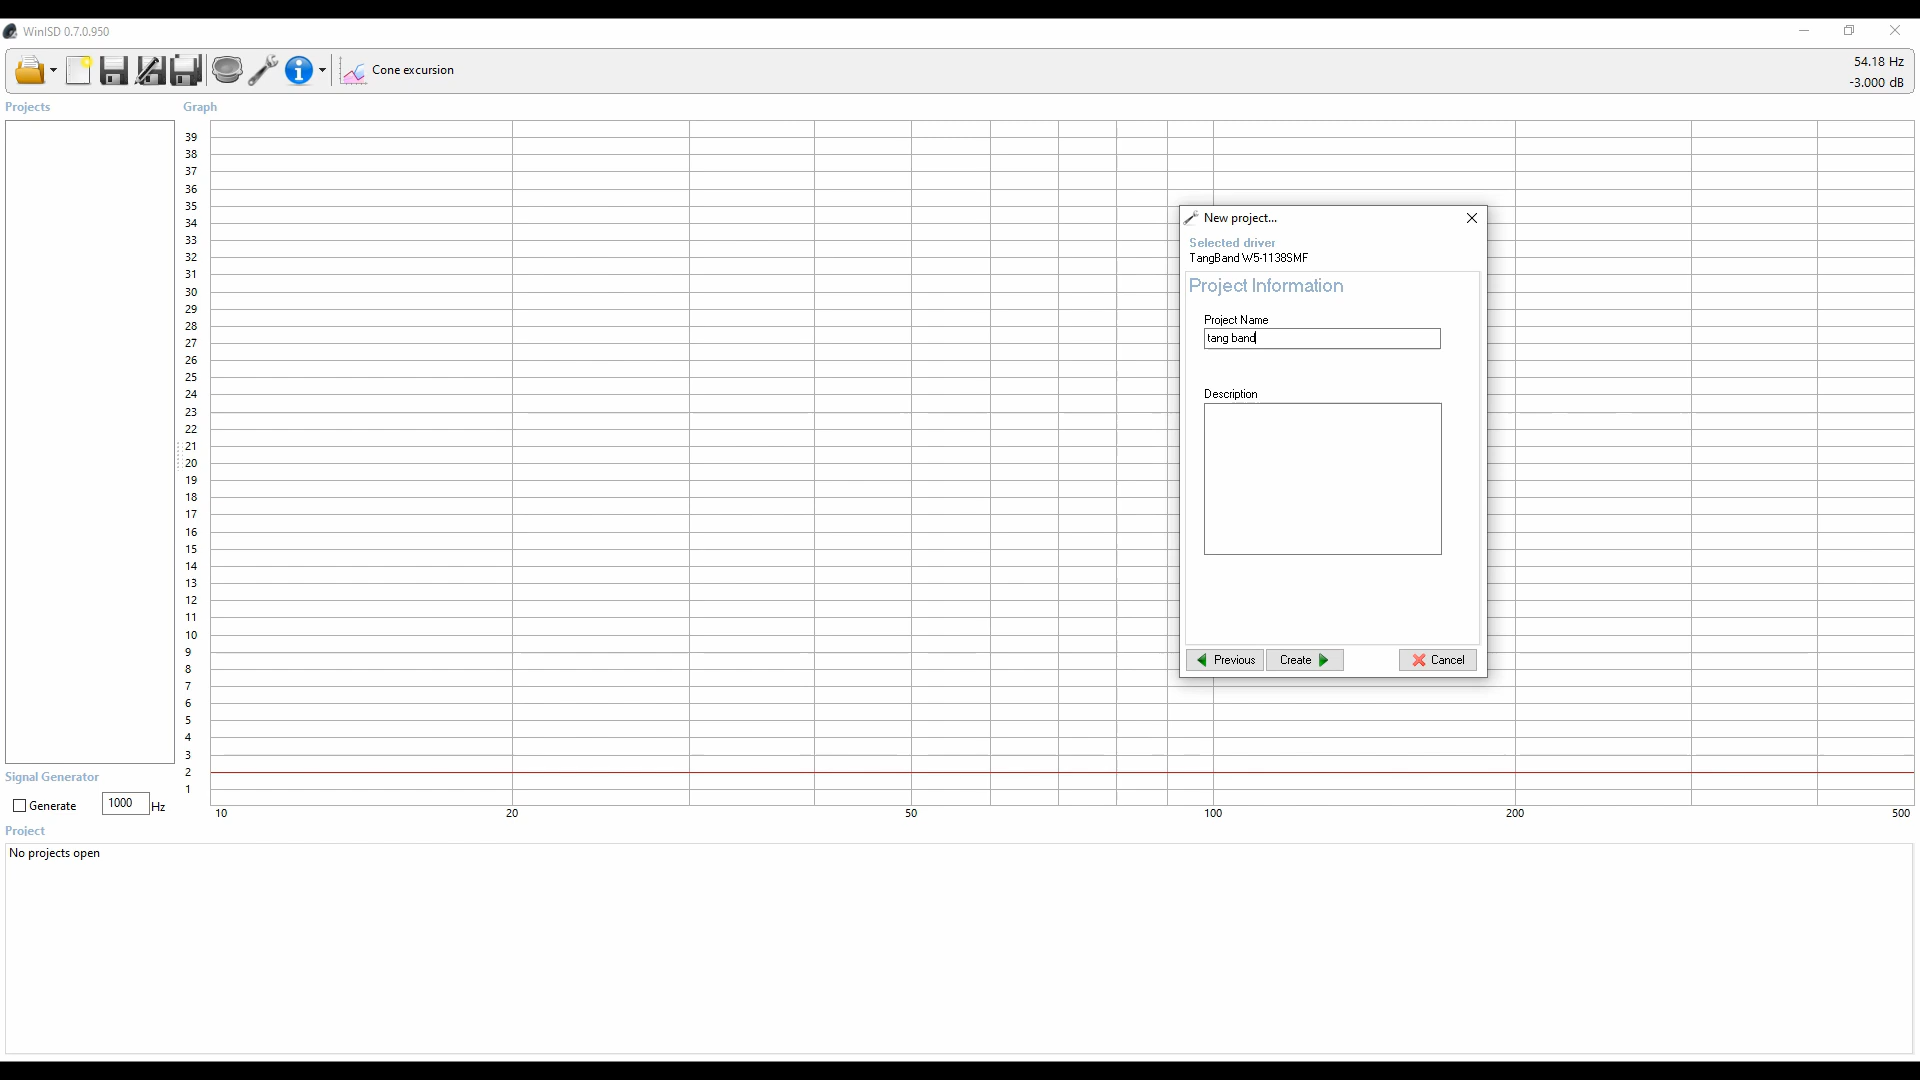 WinISD 0.7.0.950
Cone excursion
54.18 Hz
-3.000 dB
Projects
Graph
39
38
37
36
35
34
33
32
31
30
29
28
27
26
25
24
23
22
21
20
19
18
17
16
15
14
13
12
11
10
9
8
7
6
5
4
3
2
1
10
20
50
100
200
500
New project...
Selected driver
TangBand W5-1138SMF
Project Information
Project Name
tang band
Description
Previous
Create
Cancel
Signal Generator
Generate
1000
Hz
Project
No projects open